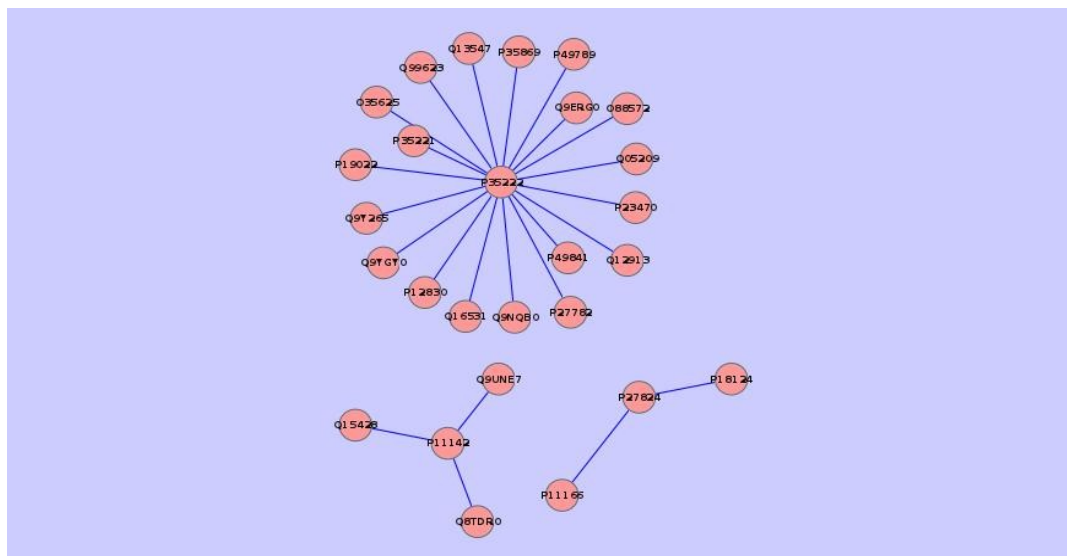 Q13547
P35869
P49789
Q99623
O35625
Q9ERG0
O88572
P35221
P19022
Q05209
P35222
Q9Y265
P23470
Q9YGY0
P49841
Q12913
P12830
Q16531
Q9NQB0
P27782
Q9UNE7
P18124
P27824
Q15428
P11142
P11166
Q8TDR0